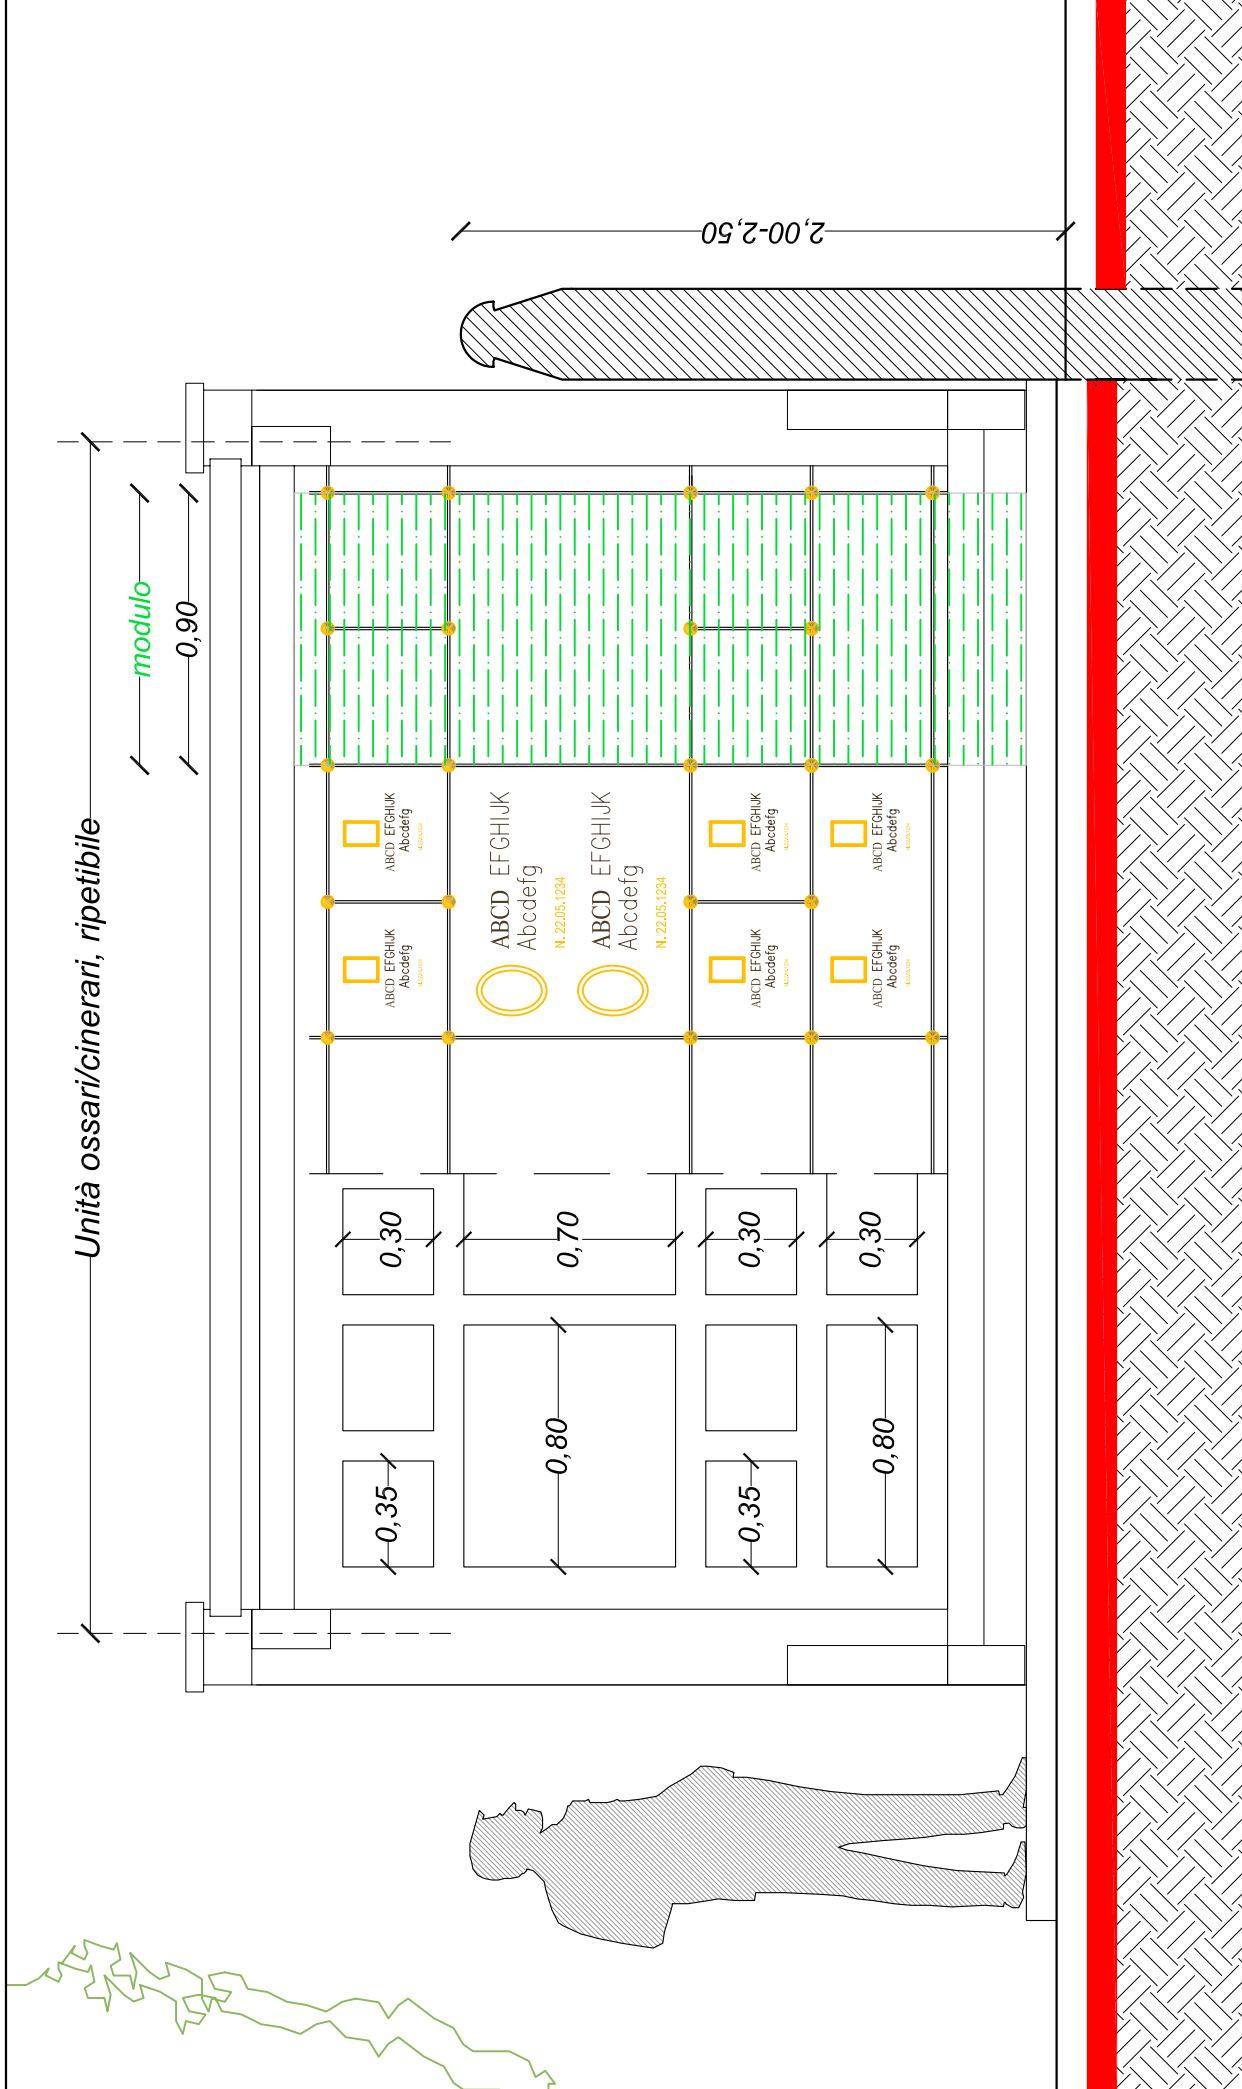 Unità ossari/cinerari, ripetibile
modulo
0,90
2,00-2,50
ABCD EFGHIJK
Abcdefg
ABCD EFGHIJK
Abcdefg
ABCD EFGHIJK
Abcdefg
N. 22.05.1234
ABCD EFGHIJK
Abcdefg
N. 22.05.1234
ABCD EFGHIJK
Abcdefg
ABCD EFGHIJK
Abcdefg
ABCD EFGHIJK
Abcdefg
ABCD EFGHIJK
Abcdefg
0,30
0,70
0,30
0,30
0,35
0,80
0,35
0,80